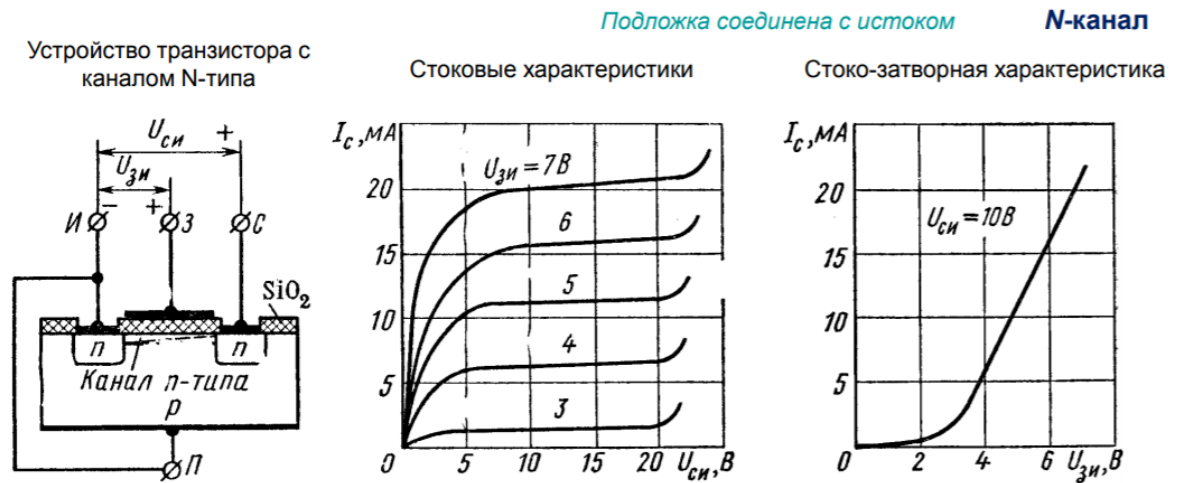 Подложка соединена с истоком
N-канал
Устройство транзистора с
каналом N-типа
Стоковые характеристики
Стоко-затворная характеристика
Uси +
Uзи
И − + З С
SiO₂
n n
Канал n-типа
p
П
Iс, мА
20
15
10
5
0 5 10 15 20 Uси, В
Uзи = 7В
6
5
4
3
Iс, мА
20
15
10
5
0 2 4 6 Uзи, В
Uси = 10В